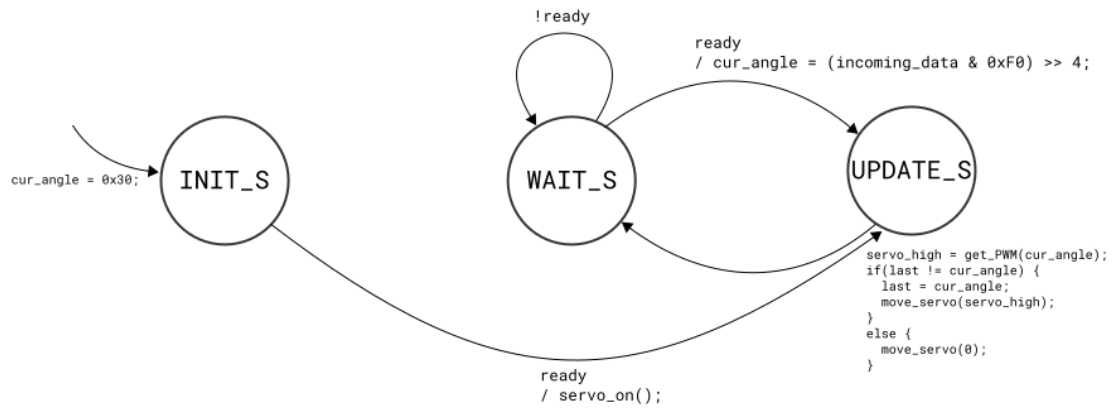 !ready
ready
/ cur_angle = (incoming_data & 0xF0) >> 4;
cur_angle = 0x30;
INIT_S
WAIT_S
UPDATE_S
servo_high = get_PWM(cur_angle);
if(last != cur_angle) {
  last = cur_angle;
  move_servo(servo_high);
}
else {
  move_servo(0);
}
ready
/ servo_on();